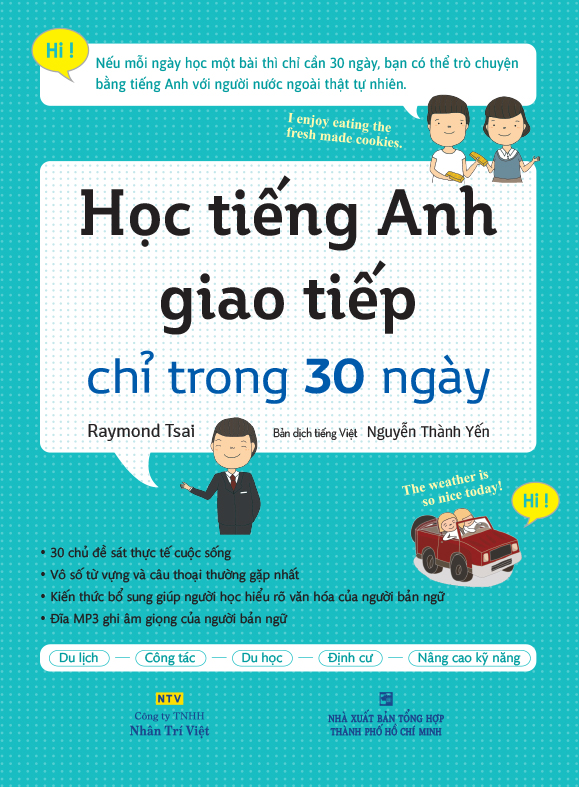 Hi !
Nếu mỗi ngày học một bài thì chỉ cần 30 ngày, bạn có thể trò chuyện
bằng tiếng Anh với người nước ngoài thật tự nhiên.
I enjoy eating the
fresh made cookies.
Học tiếng Anh
giao tiếp
chỉ trong 30 ngày
Raymond Tsai
Bản dịch tiếng Việt Nguyễn Thành Yến
The weather is
so nice today!
Hi !
• 30 chủ đề sát thực tế cuộc sống
• Vô số từ vựng và câu thoại thường gặp nhất
• Kiến thức bổ sung giúp người học hiểu rõ văn hóa của người bản ngữ
• Đĩa MP3 ghi âm giọng của người bản ngữ
Du lịch — Công tác — Du học — Định cư — Nâng cao kỹ năng
NTV
Công ty TNHH
Nhân Trí Việt
NHÀ XUẤT BẢN TỔNG HỢP
THÀNH PHỐ HỒ CHÍ MINH